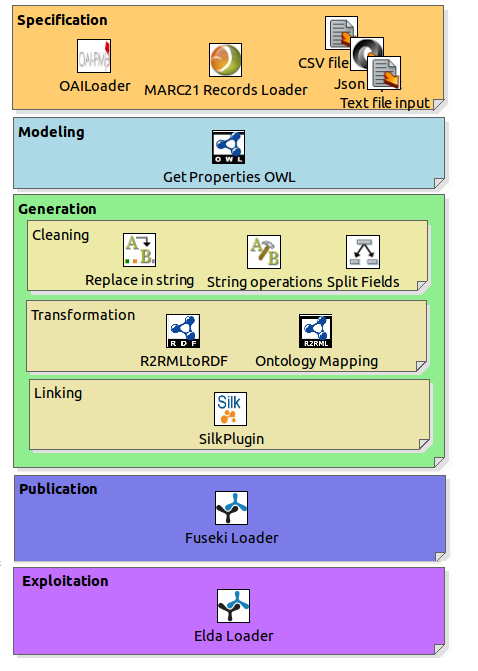 Specification
OAI-PMH
OAILoader
MARC21 Records Loader
CSV file
Json
Text file input
Modeling
OWL
Get Properties OWL
Generation
Cleaning
A B
Replace in string
A B
String operations
Split Fields
Transformation
RDF
R2RMLtoRDF
R2RML
Ontology Mapping
Linking
Silk
SilkPlugin
Publication
Fuseki Loader
Exploitation
Elda Loader